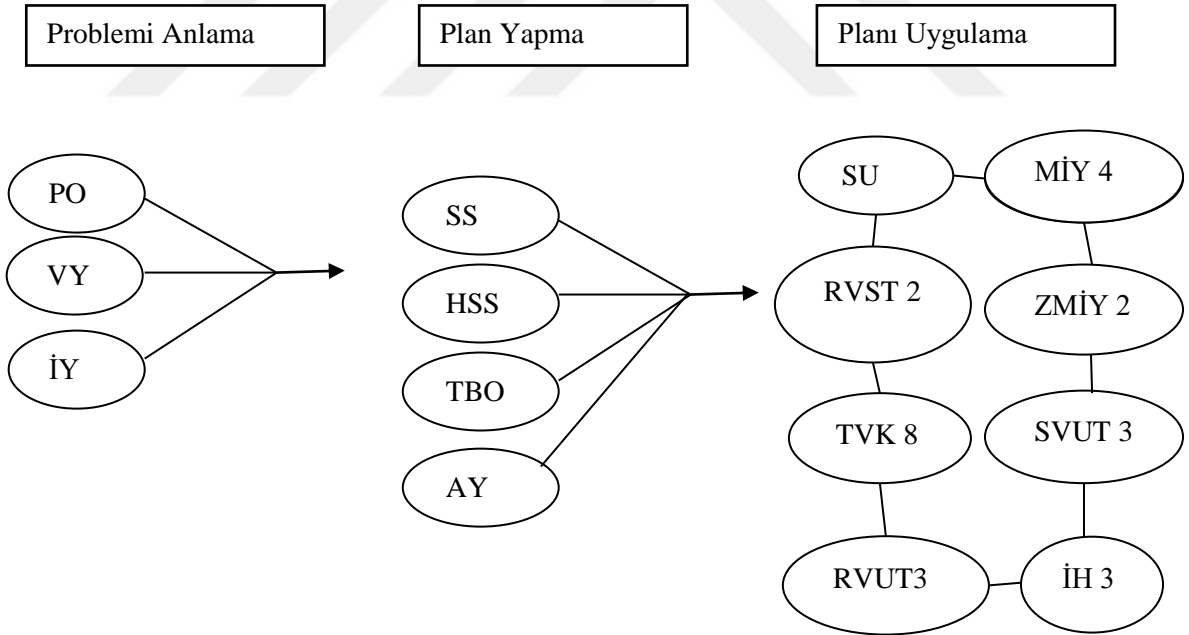 Problemi Anlama
Plan Yapma
Planı Uygulama
PO
VY
İY
SS
HSS
TBO
AY
SU
MİY 4
RVST 2
ZMİY 2
TVK 8
SVUT 3
RVUT3
İH 3